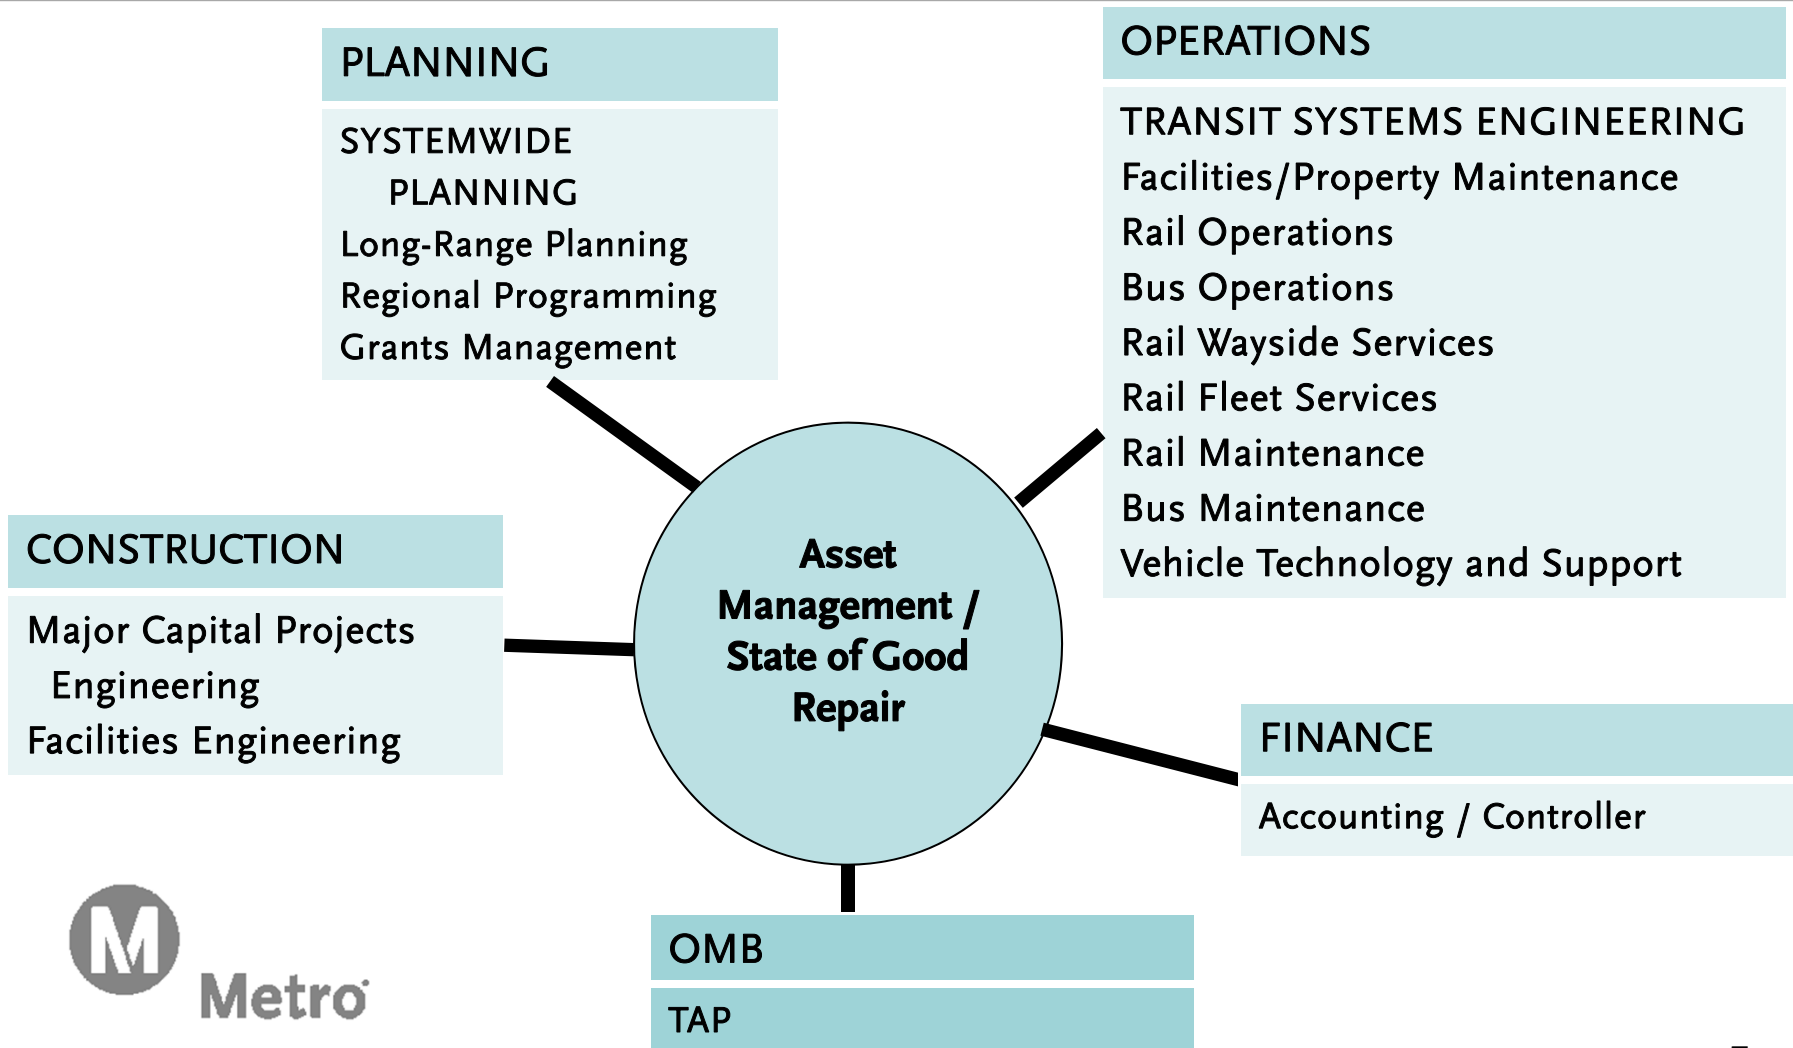 PLANNING
SYSTEMWIDE
PLANNING
Long-Range Planning
Regional Programming
Grants Management
OPERATIONS
TRANSIT SYSTEMS ENGINEERING
Facilities/Property Maintenance
Rail Operations
Bus Operations
Rail Wayside Services
Rail Fleet Services
Rail Maintenance
Bus Maintenance
Vehicle Technology and Support
CONSTRUCTION
Major Capital Projects
Engineering
Facilities Engineering
Asset
Management /
State of Good
Repair
FINANCE
Accounting / Controller
OMB
TAP
M
Metro